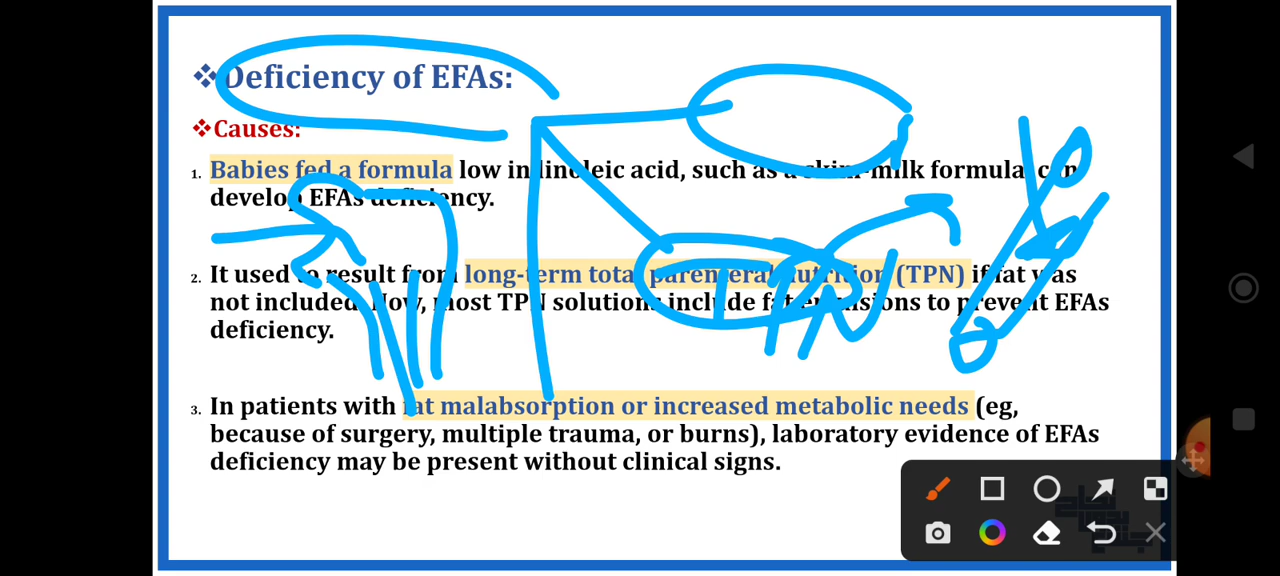 ❖Deficiency of EFAs:
❖Causes:
1. Babies fed a formula low in linoleic acid, such as a skim-milk formula, can
develop EFAs deficiency.
2. It used to result from long-term total parenteral nutrition (TPN) if fat was
not included. Now, most TPN solutions include fat emulsions to prevent EFAs
deficiency.
3. In patients with fat malabsorption or increased metabolic needs (eg,
because of surgery, multiple trauma, or burns), laboratory evidence of EFAs
deficiency may be present without clinical signs.
TPN